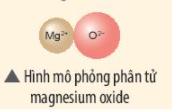 Mg²⁺ O²⁻
▲ Hình mô phỏng phân tử
magnesium oxide